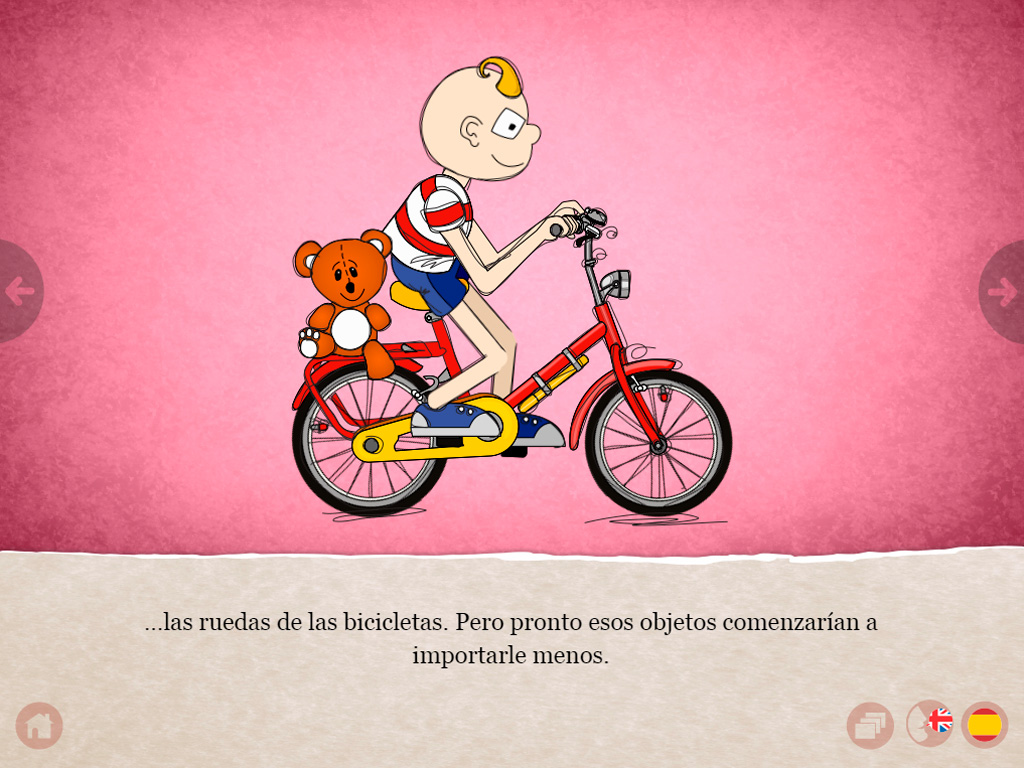 ...las ruedas de las bicicletas. Pero pronto esos objetos comenzarían a
importarle menos.